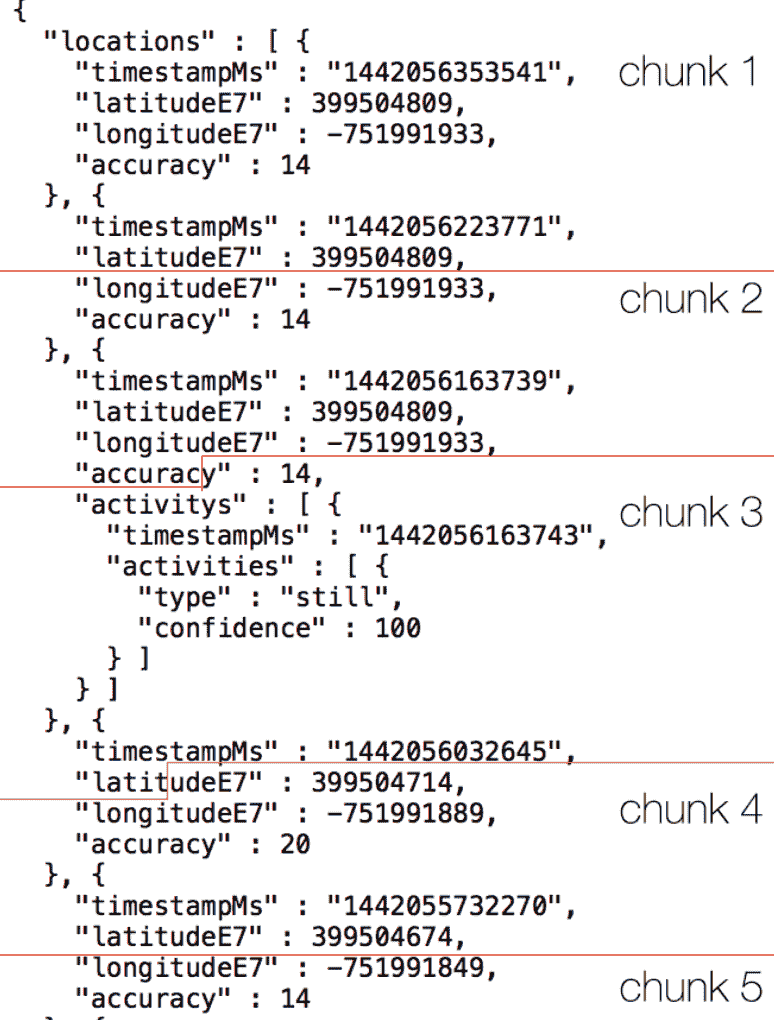 {
"locations" : [ {
"timestampMs" : "1442056353541", chunk 1
"latitudeE7" : 399504809,
"longitudeE7" : -751991933,
"accuracy" : 14
}, {
"timestampMs" : "1442056223771",
"latitudeE7" : 399504809,
"longitudeE7" : -751991933, chunk 2
"accuracy" : 14
}, {
"timestampMs" : "1442056163739",
"latitudeE7" : 399504809,
"longitudeE7" : -751991933,
"accuracy" : 14,
"activitys" : [ { chunk 3
"timestampMs" : "1442056163743",
"activities" : [ {
"type" : "still",
"confidence" : 100
} ]
} ]
}, {
"timestampMs" : "1442056032645",
"latitudeE7" : 399504714,
"longitudeE7" : -751991889, chunk 4
"accuracy" : 20
}, {
"timestampMs" : "1442055732270",
"latitudeE7" : 399504674,
"longitudeE7" : -751991849,
"accuracy" : 14 chunk 5
}, {